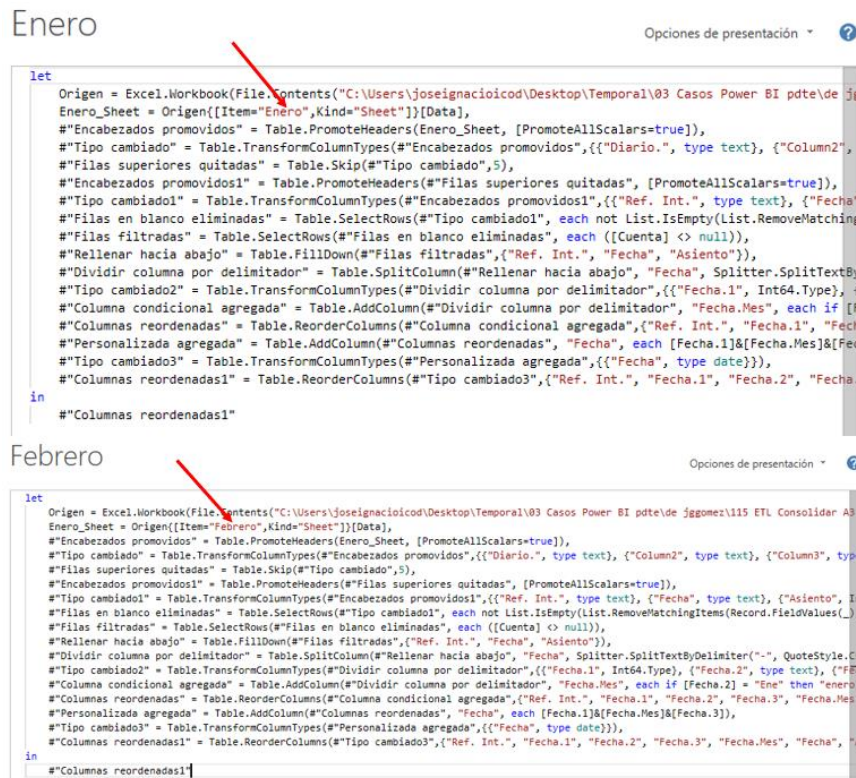 Enero
Opciones de presentación
?
let
Origen = Excel.Workbook(File.Contents("C:\Users\joseignacioicod\Desktop\Temporal\03 Casos Power BI pdte\de jg
Enero_Sheet = Origen{[Item="Enero",Kind="Sheet"]}[Data],
#"Encabezados promovidos" = Table.PromoteHeaders(Enero_Sheet, [PromoteAllScalars=true]),
#"Tipo cambiado" = Table.TransformColumnTypes(#"Encabezados promovidos",{{"Diario.", type text}, {"Column2",
#"Filas superiores quitadas" = Table.Skip(#"Tipo cambiado",5),
#"Encabezados promovidos1" = Table.PromoteHeaders(#"Filas superiores quitadas", [PromoteAllScalars=true]),
#"Tipo cambiado1" = Table.TransformColumnTypes(#"Encabezados promovidos1",{{"Ref. Int.", type text}, {"Fecha"
#"Filas en blanco eliminadas" = Table.SelectRows(#"Tipo cambiado1", each not List.IsEmpty(List.RemoveMatching
#"Filas filtradas" = Table.SelectRows(#"Filas en blanco eliminadas", each ([Cuenta] <> null)),
#"Rellenar hacia abajo" = Table.FillDown(#"Filas filtradas",{"Ref. Int.", "Fecha", "Asiento"}),
#"Dividir columna por delimitador" = Table.SplitColumn(#"Rellenar hacia abajo", "Fecha", Splitter.SplitTextBy
#"Tipo cambiado2" = Table.TransformColumnTypes(#"Dividir columna por delimitador",{{"Fecha.1", Int64.Type}, {
#"Columna condicional agregada" = Table.AddColumn(#"Dividir columna por delimitador", "Fecha.Mes", each if [
#"Columnas reordenadas" = Table.ReorderColumns(#"Columna condicional agregada",{"Ref. Int.", "Fecha.1", "Fech
#"Personalizada agregada" = Table.AddColumn(#"Columnas reordenadas", "Fecha", each [Fecha.1]&[Fecha.Mes]&[Fec
#"Tipo cambiado3" = Table.TransformColumnTypes(#"Personalizada agregada",{{"Fecha", type date}}),
#"Columnas reordenadas1" = Table.ReorderColumns(#"Tipo cambiado3",{"Ref. Int.", "Fecha.1", "Fecha.2", "Fecha.
in
#"Columnas reordenadas1"
Febrero
Opciones de presentación
let
Origen = Excel.Workbook(File.Contents("C:\Users\joseignacioicod\Desktop\Temporal\03 Casos Power BI pdte\de jggomez\115 ETL Consolidar A3
Enero_Sheet = Origen{[Item="Febrero",Kind="Sheet"]}[Data],
#"Encabezados promovidos" = Table.PromoteHeaders(Enero_Sheet, [PromoteAllScalars=true]),
#"Tipo cambiado" = Table.TransformColumnTypes(#"Encabezados promovidos",{{"Diario.", type text}, {"Column2", type text}, {"Column3", typ
#"Filas superiores quitadas" = Table.Skip(#"Tipo cambiado",5),
#"Encabezados promovidos1" = Table.PromoteHeaders(#"Filas superiores quitadas", [PromoteAllScalars=true]),
#"Tipo cambiado1" = Table.TransformColumnTypes(#"Encabezados promovidos1",{{"Ref. Int.", type text}, {"Fecha", type text}, {"Asiento", I
#"Filas en blanco eliminadas" = Table.SelectRows(#"Tipo cambiado1", each not List.IsEmpty(List.RemoveMatchingItems(Record.FieldValues(_)
#"Filas filtradas" = Table.SelectRows(#"Filas en blanco eliminadas", each ([Cuenta] <> null)),
#"Rellenar hacia abajo" = Table.FillDown(#"Filas filtradas",{"Ref. Int.", "Fecha", "Asiento"}),
#"Dividir columna por delimitador" = Table.SplitColumn(#"Rellenar hacia abajo", "Fecha", Splitter.SplitTextByDelimiter("-", QuoteStyle.C
#"Tipo cambiado2" = Table.TransformColumnTypes(#"Dividir columna por delimitador",{{"Fecha.1", Int64.Type}, {"Fecha.2", type text}, {"Fe
#"Columna condicional agregada" = Table.AddColumn(#"Dividir columna por delimitador", "Fecha.Mes", each if [Fecha.2] = "Ene" then "enero
#"Columnas reordenadas" = Table.ReorderColumns(#"Columna condicional agregada",{"Ref. Int.", "Fecha.1", "Fecha.2", "Fecha.3", "Fecha.Mes
#"Personalizada agregada" = Table.AddColumn(#"Columnas reordenadas", "Fecha", each [Fecha.1]&[Fecha.Mes]&[Fecha.3]),
#"Tipo cambiado3" = Table.TransformColumnTypes(#"Personalizada agregada",{{"Fecha", type date}}),
#"Columnas reordenadas1" = Table.ReorderColumns(#"Tipo cambiado3",{"Ref. Int.", "Fecha.1", "Fecha.2", "Fecha.3", "Fecha.Mes", "Fecha", "
in
#"Columnas reordenadas1"